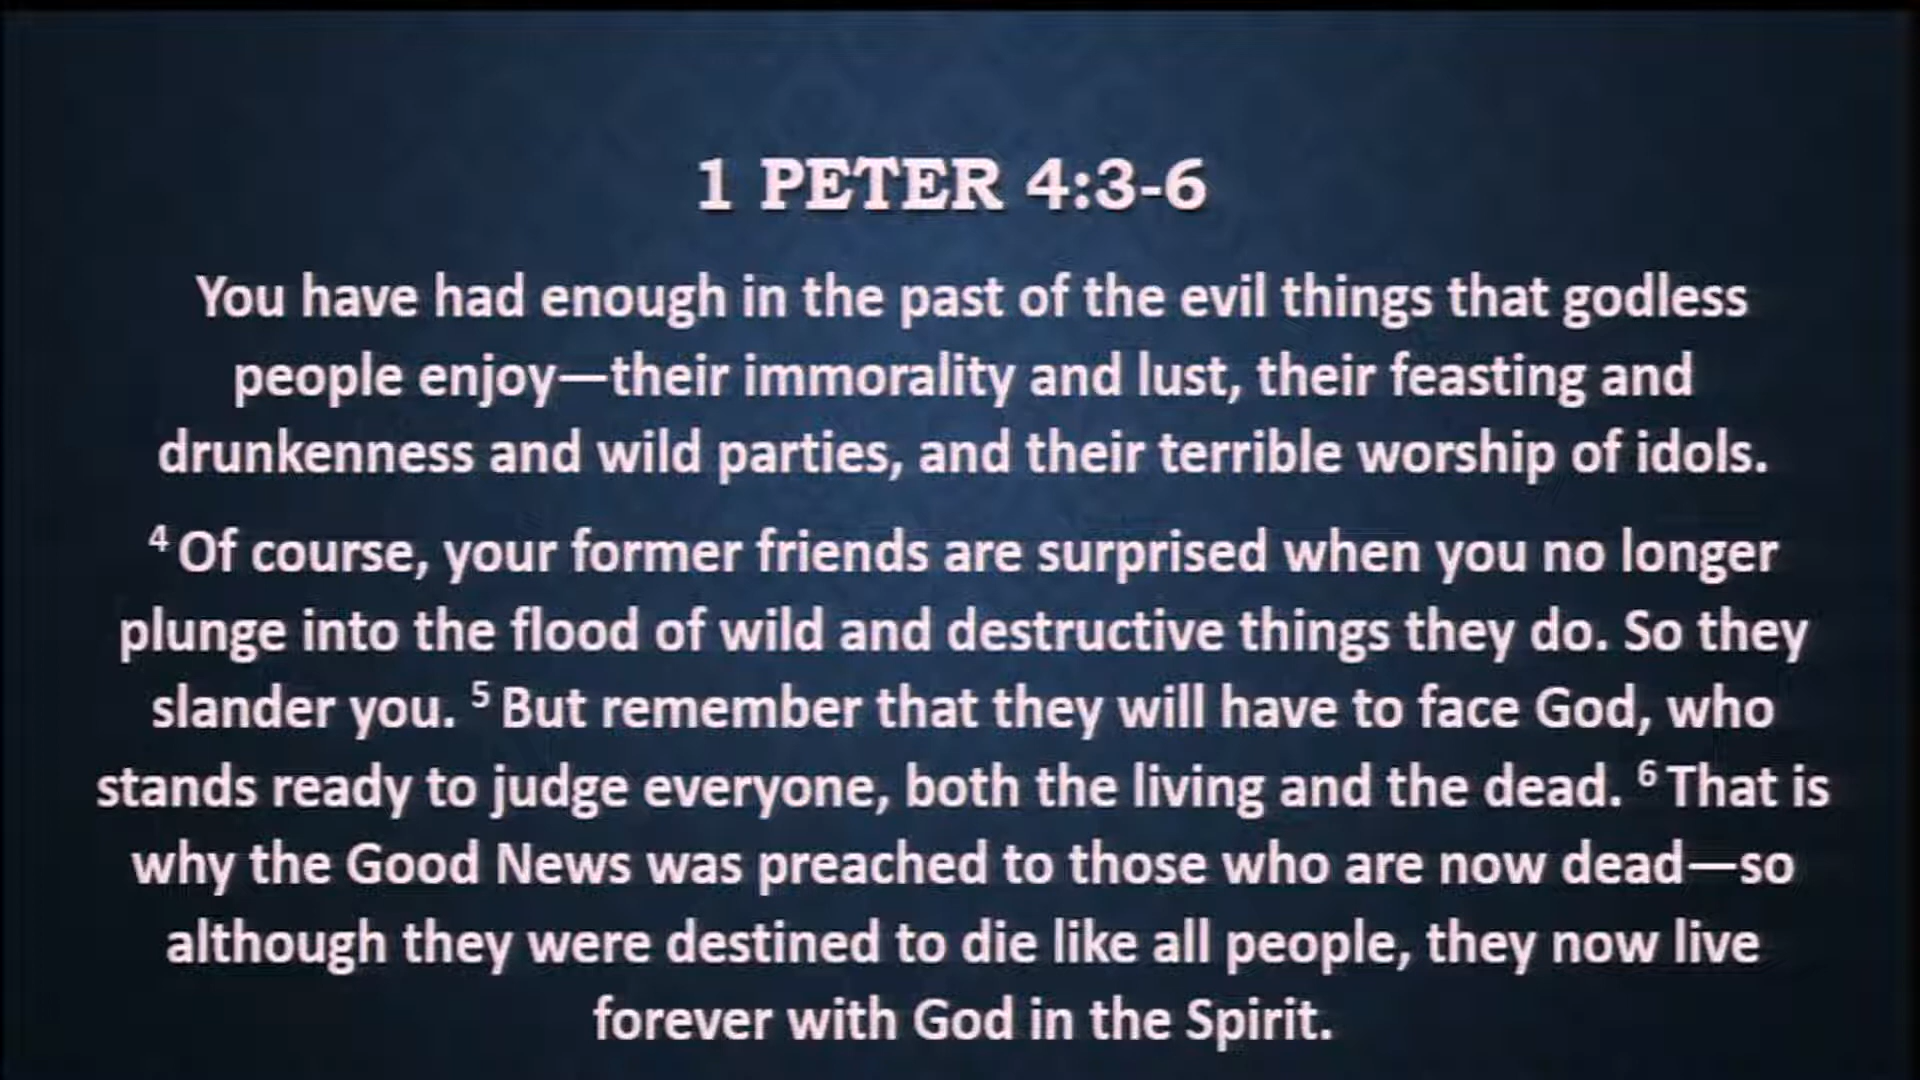 1 PETER 4:3-6
You have had enough in the past of the evil things that godless
people enjoy—their immorality and lust, their feasting and
drunkenness and wild parties, and their terrible worship of idols.
4 Of course, your former friends are surprised when you no longer
plunge into the flood of wild and destructive things they do. So they
slander you. 5 But remember that they will have to face God, who
stands ready to judge everyone, both the living and the dead. 6 That is
why the Good News was preached to those who are now dead—so
although they were destined to die like all people, they now live
forever with God in the Spirit.